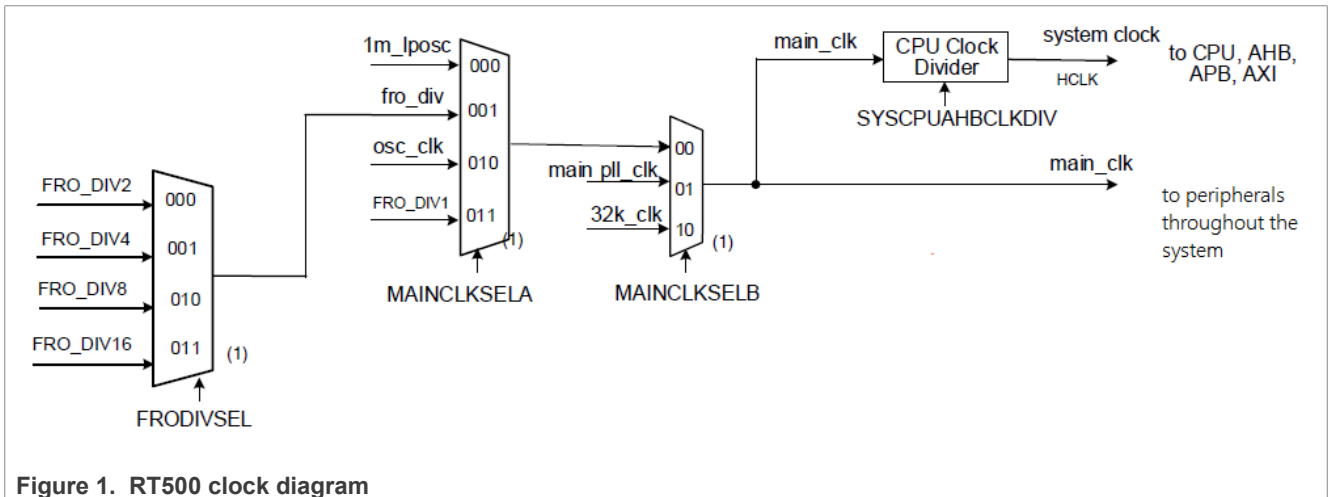 1m_lposc
000
fro_div
001
osc_clk
010
FRO_DIV1
011
(1)
MAINCLKSELA
FRO_DIV2
000
FRO_DIV4
001
FRO_DIV8
010
FRO_DIV16
011
(1)
FRODIVSEL
00
main_pll_clk
01
32k_clk
10
(1)
MAINCLKSELB
main_clk
CPU Clock
Divider
SYSCPUAHBCLKDIV
system clock
HCLK
to CPU, AHB,
APB, AXI
main_clk
to peripherals
throughout the
system
Figure 1. RT500 clock diagram